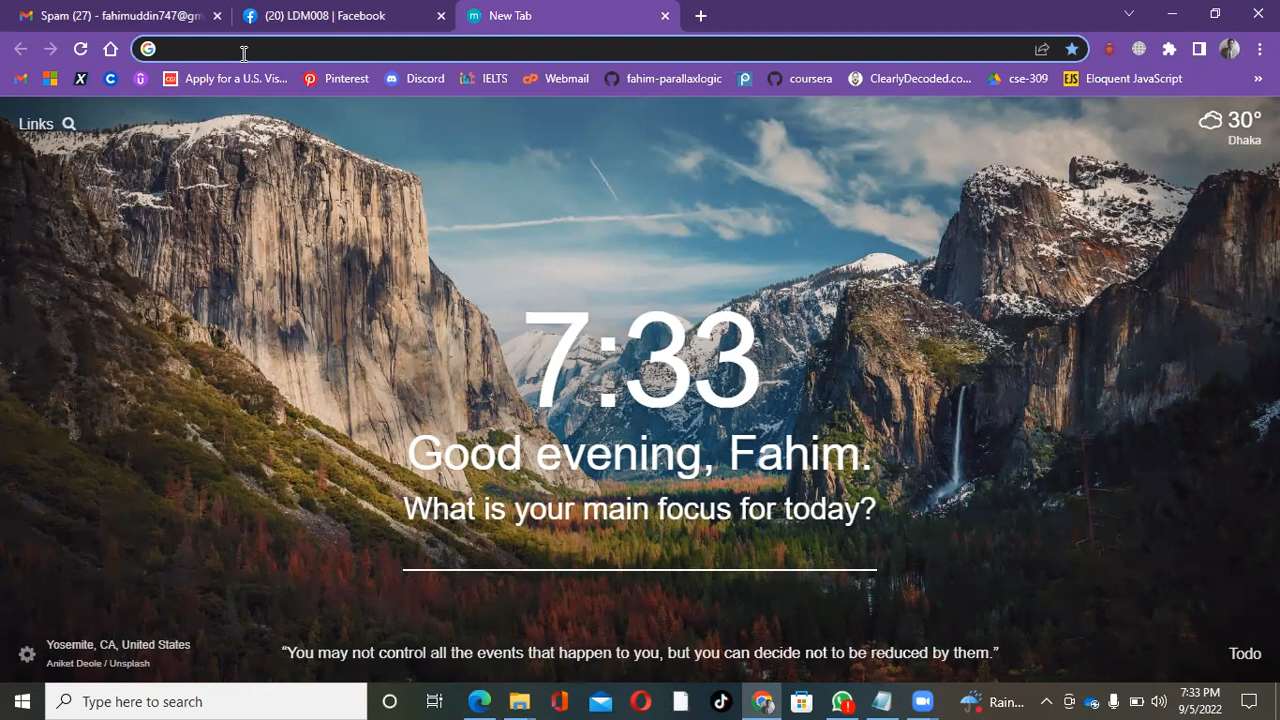 Spam (27) - fahimuddin747@gm
(20) LDM008 | Facebook
New Tab
Apply for a U.S. Vis...
Pinterest
Discord
IELTS
Webmail
fahim-parallaxlogic
coursera
ClearlyDecoded.co...
cse-309
EJS
Eloquent JavaScript
»
Links
30°
Dhaka
7:33
Good evening, Fahim.
What is your main focus for today?
Yosemite, CA, United States
Aniket Deole / Unsplash
“You may not control all the events that happen to you, but you can decide not to be reduced by them.”
Todo
Type here to search
Rain...
7:33 PM
9/5/2022